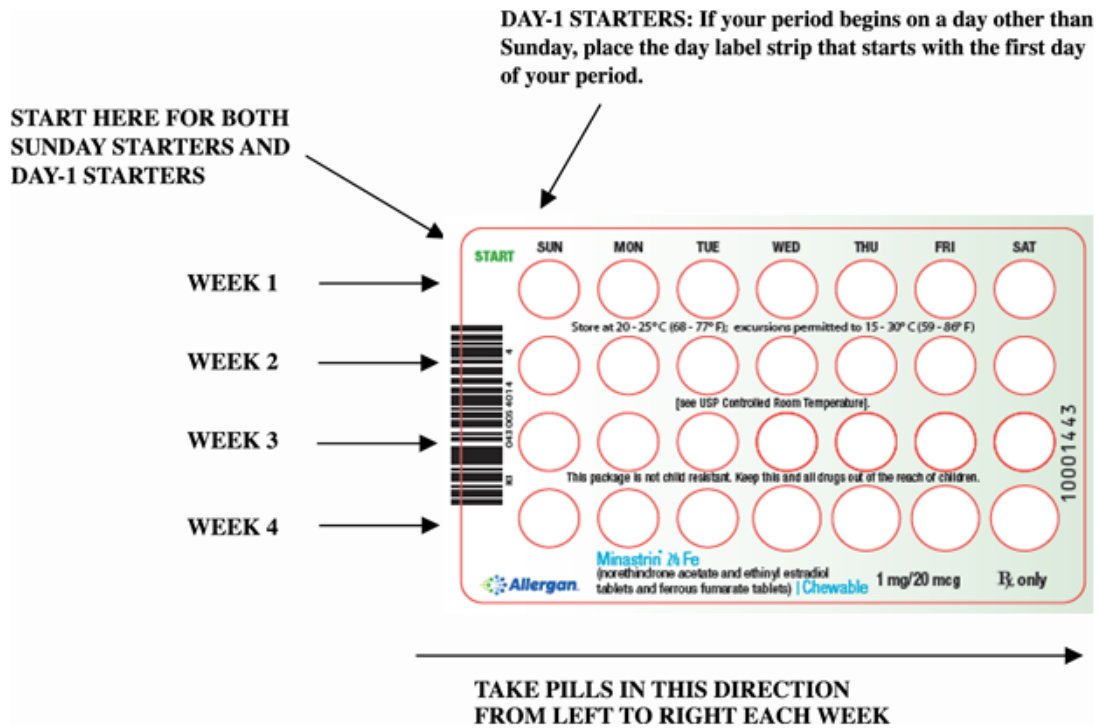 DAY-1 STARTERS: If your period begins on a day other than
Sunday, place the day label strip that starts with the first day
of your period.
START HERE FOR BOTH
SUNDAY STARTERS AND
DAY-1 STARTERS
START SUN MON TUE WED THU FRI SAT
WEEK 1
Store at 20 - 25° C (68 - 77° F); excursions permitted to 15 - 30° C (59 - 86° F)
WEEK 2
[see USP Controlled Room Temperature].
WEEK 3
This package is not child resistant. Keep this and all drugs out of the reach of children.
WEEK 4
10001443
Minastrin 24 Fe
(norethindrone acetate and ethinyl estradiol
tablets and ferrous fumarate tablets) | Chewable
1 mg/20 mcg
Rx only
Allergan
TAKE PILLS IN THIS DIRECTION
FROM LEFT TO RIGHT EACH WEEK